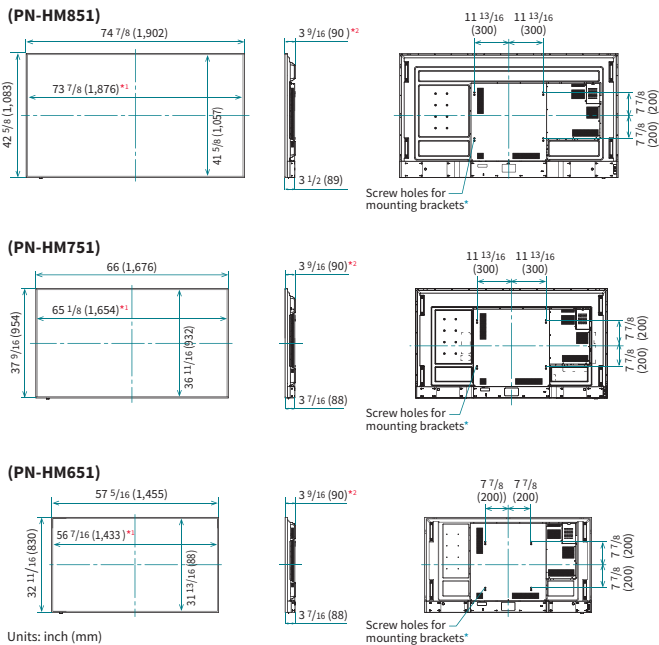 (PN-HM851)
74 7/8 (1,902)
3 9/16 (90) *2
11 13/16
(300)
11 13/16
(300)
73 7/8 (1,876)*1
42 5/8 (1,083)
41 5/8 (1,057)
7 7/8
(200)
7 7/8
(200)
3 1/2 (89)
Screw holes for
mounting brackets*
(PN-HM751)
66 (1,676)
3 9/16 (90)*2
11 13/16
(300)
11 13/16
(300)
65 1/8 (1,654)*1
37 9/16 (954)
36 11/16 (932)
7 7/8
(200)
7 7/8
(200)
3 7/16 (88)
Screw holes for
mounting brackets*
(PN-HM651)
57 5/16 (1,455)
3 9/16 (90)*2
7 7/8
(200))
7 7/8
(200)
56 7/16 (1,433 )*1
32 11/16 (830)
31 13/16 (88)
7 7/8
(200)
7 7/8
(200)
3 7/16 (88)
Screw holes for
mounting brackets*
Units: inch (mm)